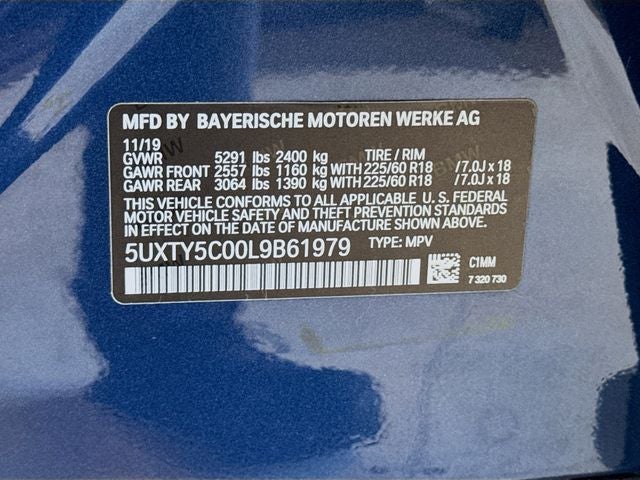 MFD BY BAYERISCHE MOTOREN WERKE AG
11/19
GVWR 5291 lbs 2400 kg TIRE / RIM
GAWR FRONT 2557 lbs 1160 kg WITH 225/60 R18 / 7.0J x 18
GAWR REAR 3064 lbs 1390 kg WITH 225/60 R18 / 7.0J x 18
THIS VEHICLE CONFORMS TO ALL APPLICABLE U. S. FEDERAL
MOTOR VEHICLE SAFETY AND THEFT PREVENTION
STANDARDS IN EFFECT ON THE DATE OF MANUFACTURE SHOWN ABOVE.
5UXTY5C00L9B61979 TYPE: MPV
C1MM
7 320 730